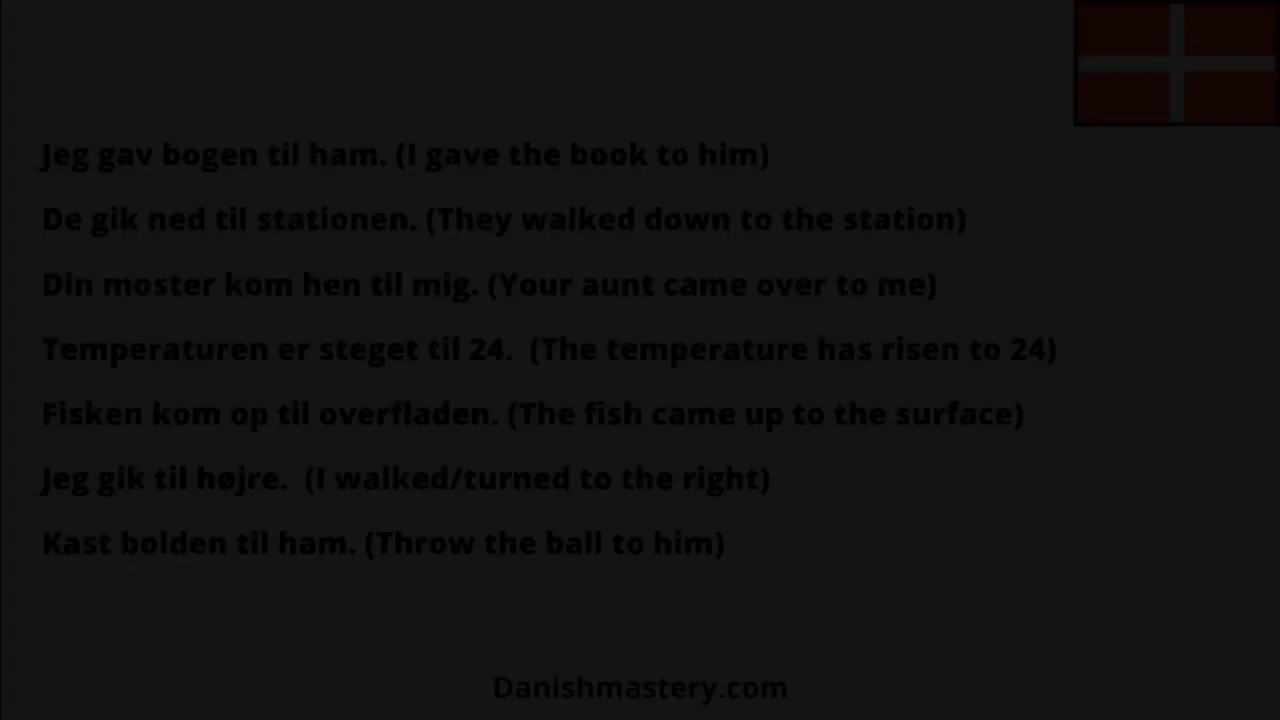 Jeg gav bogen til ham. (I gave the book to him)
De gik ned til stationen. (They walked down to the station)
Din moster kom hen til mig. (Your aunt came over to me)
Temperaturen er steget til 24.  (The temperature has risen to 24)
Fisken kom op til overfladen. (The fish came up to the surface)
Jeg gik til højre.  (I walked/turned to the right)
Kast bolden til ham. (Throw the ball to him)
Danishmastery.com